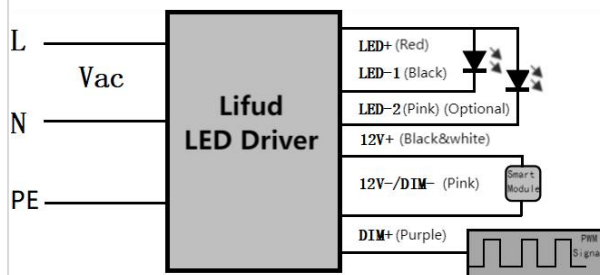 L
Vac
N
PE
Lifud
LED Driver
LED+ (Red)
LED-1 (Black)
LED-2 (Pink) (Optional)
12V+ (Black&white)
12V-/DIM- (Pink)
DIM+ (Purple)
Smart
Module
PWM
Signa